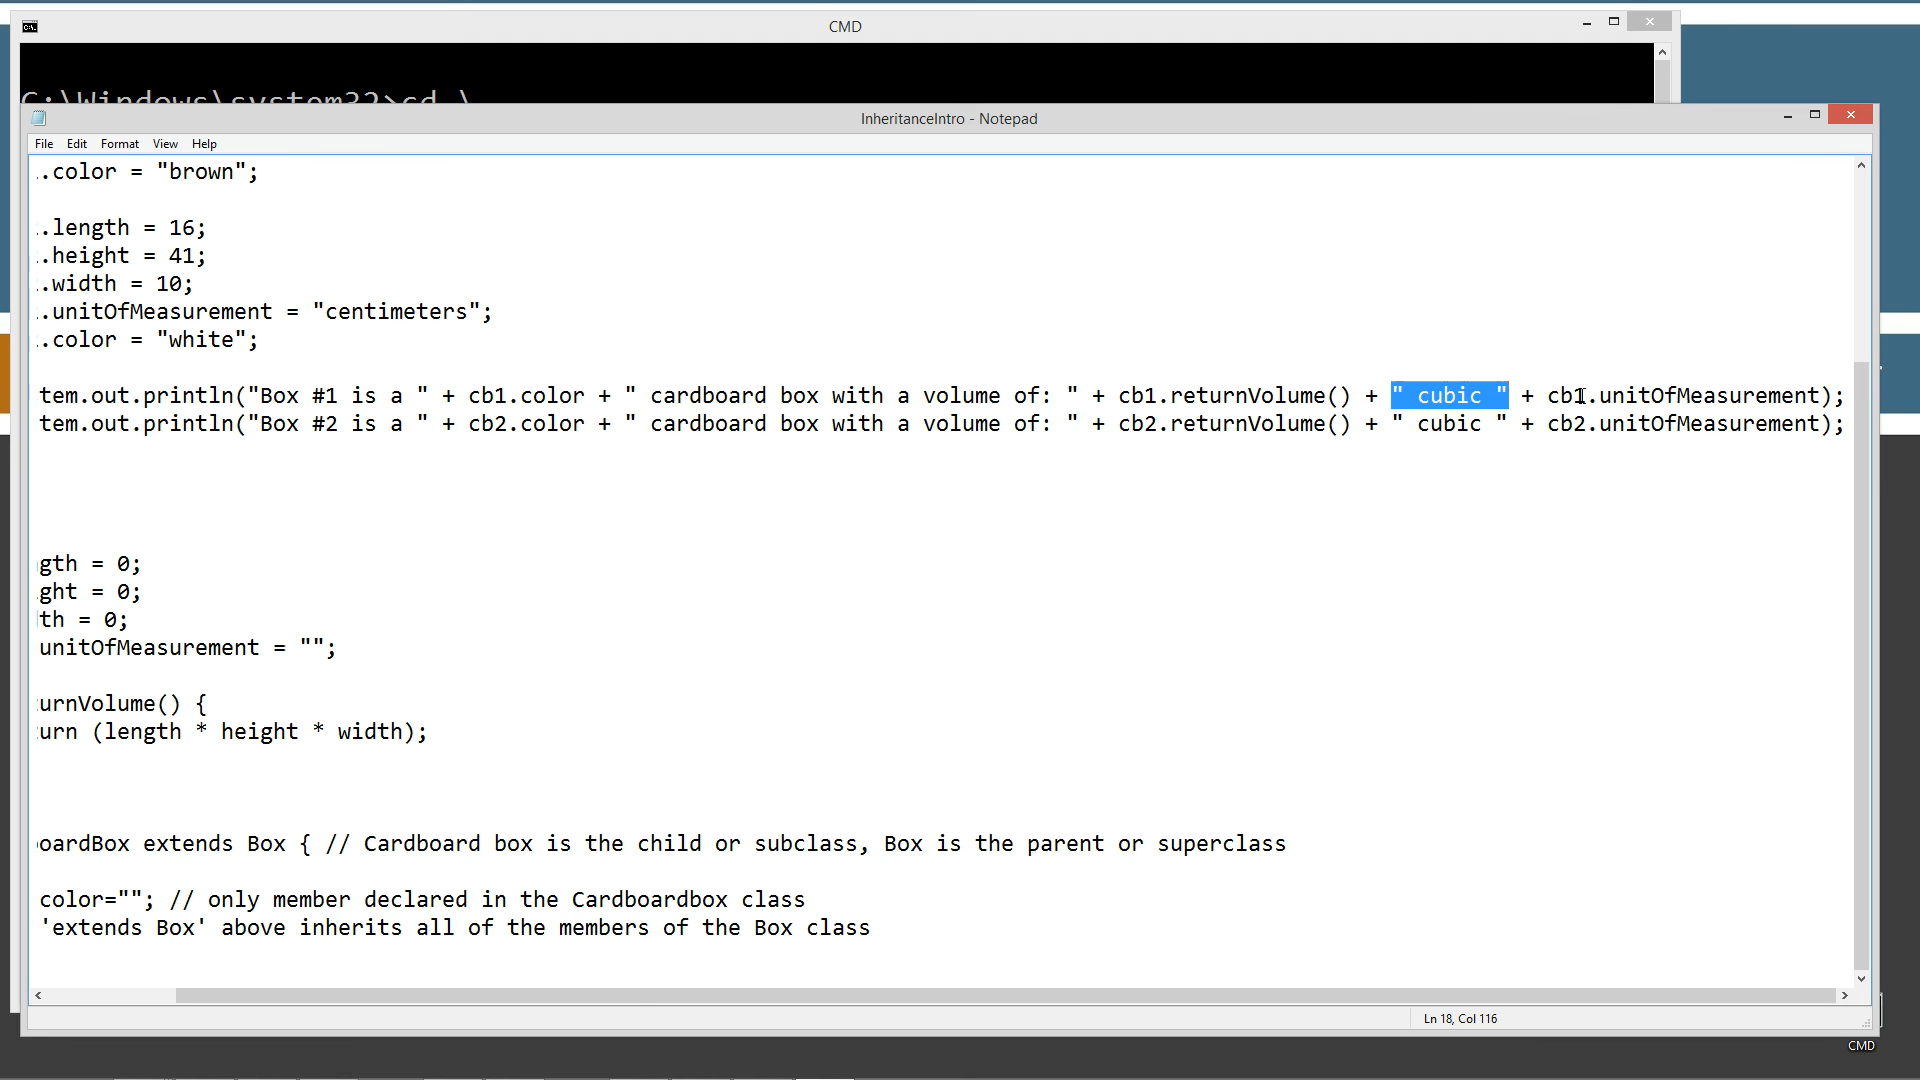 CMD
C:\Windows\system32>cd \
InheritanceIntro - Notepad
File Edit Format View Help
.color = "brown";
.length = 16;
.height = 41;
.width = 10;
.unitOfMeasurement = "centimeters";
.color = "white";
tem.out.println("Box #1 is a " + cb1.color + " cardboard box with a volume of: " + cb1.returnVolume() + " cubic " + cb1.unitOfMeasurement);
tem.out.println("Box #2 is a " + cb2.color + " cardboard box with a volume of: " + cb2.returnVolume() + " cubic " + cb2.unitOfMeasurement);
gth = 0;
ght = 0;
th = 0;
unitOfMeasurement = "";
urnVolume() {
urn (length * height * width);
oardBox extends Box { // Cardboard box is the child or subclass, Box is the parent or superclass
color=""; // only member declared in the Cardboardbox class
'extends Box' above inherits all of the members of the Box class
Ln 18, Col 116
CMD